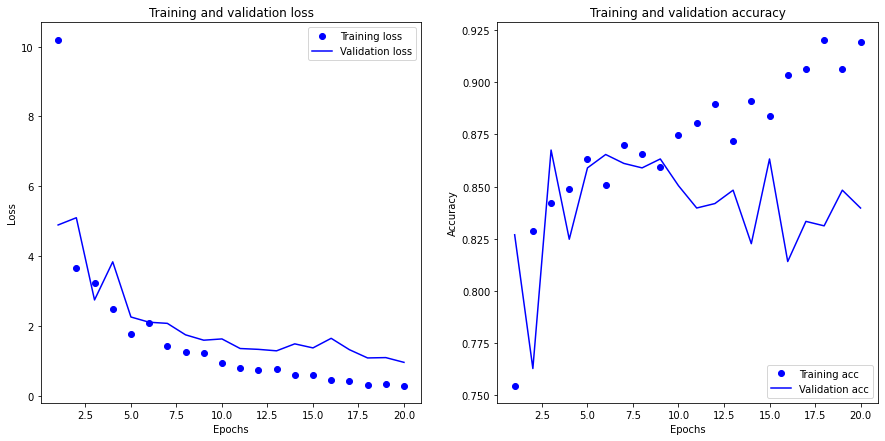 Training and validation loss
Training loss
Validation loss
10
8
6
4
2
0
Loss
2.5 5.0 7.5 10.0 12.5 15.0 17.5 20.0
Epochs
Training and validation accuracy
0.925
0.900
0.875
0.850
0.825
0.800
0.775
0.750
Accuracy
Training acc
Validation acc
2.5 5.0 7.5 10.0 12.5 15.0 17.5 20.0
Epochs